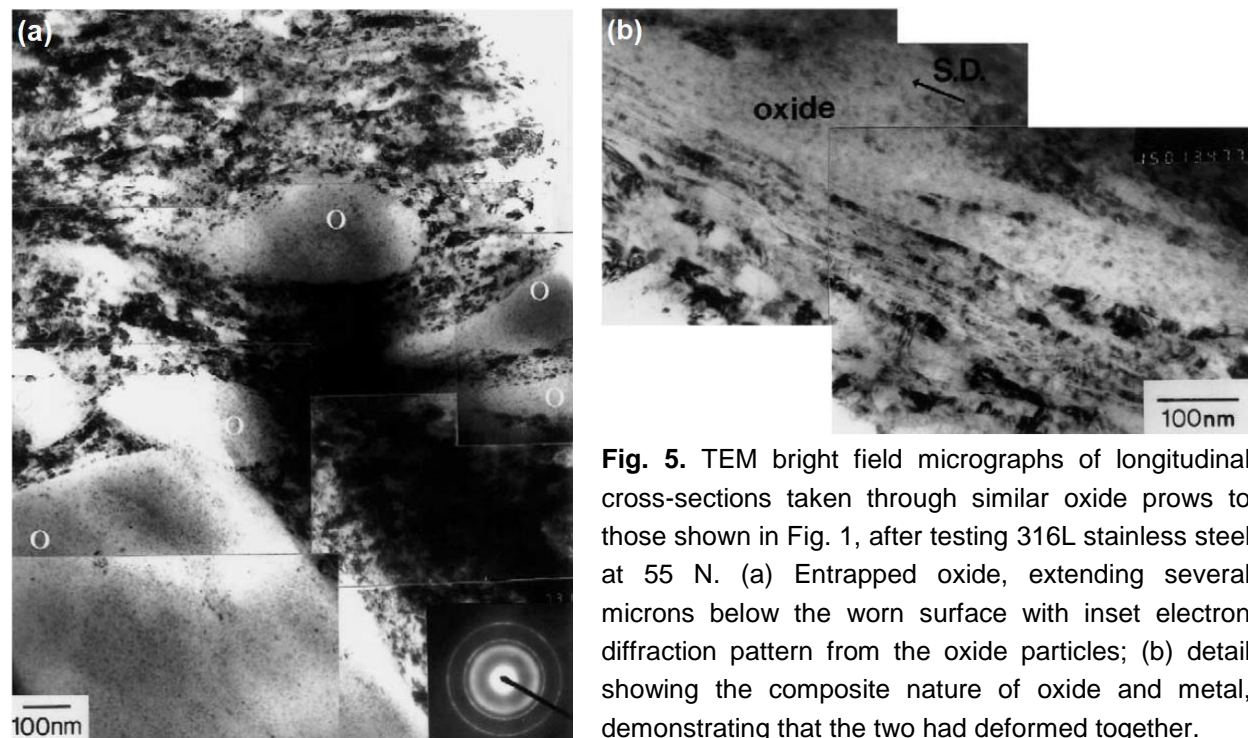 (a)
O
O
O
O
O
100nm
(b)
S.D.
oxide
15013477
100nm
Fig. 5. TEM bright field micrographs of longitudinal
cross-sections taken through similar oxide prows to
those shown in Fig. 1, after testing 316L stainless steel
at 55 N. (a) Entrapped oxide, extending several
microns below the worn surface with inset electron
diffraction pattern from the oxide particles; (b) detail
showing the composite nature of oxide and metal,
demonstrating that the two had deformed together.